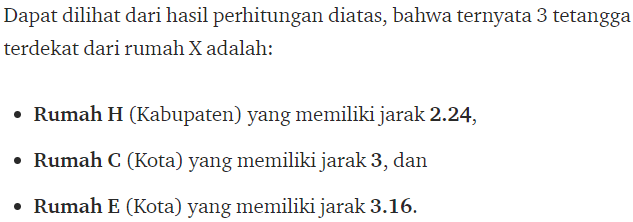 Dapat dilihat dari hasil perhitungan diatas, bahwa ternyata 3 tetangga
terdekat dari rumah X adalah:
• Rumah H (Kabupaten) yang memiliki jarak 2.24,
• Rumah C (Kota) yang memiliki jarak 3, dan
• Rumah E (Kota) yang memiliki jarak 3.16.